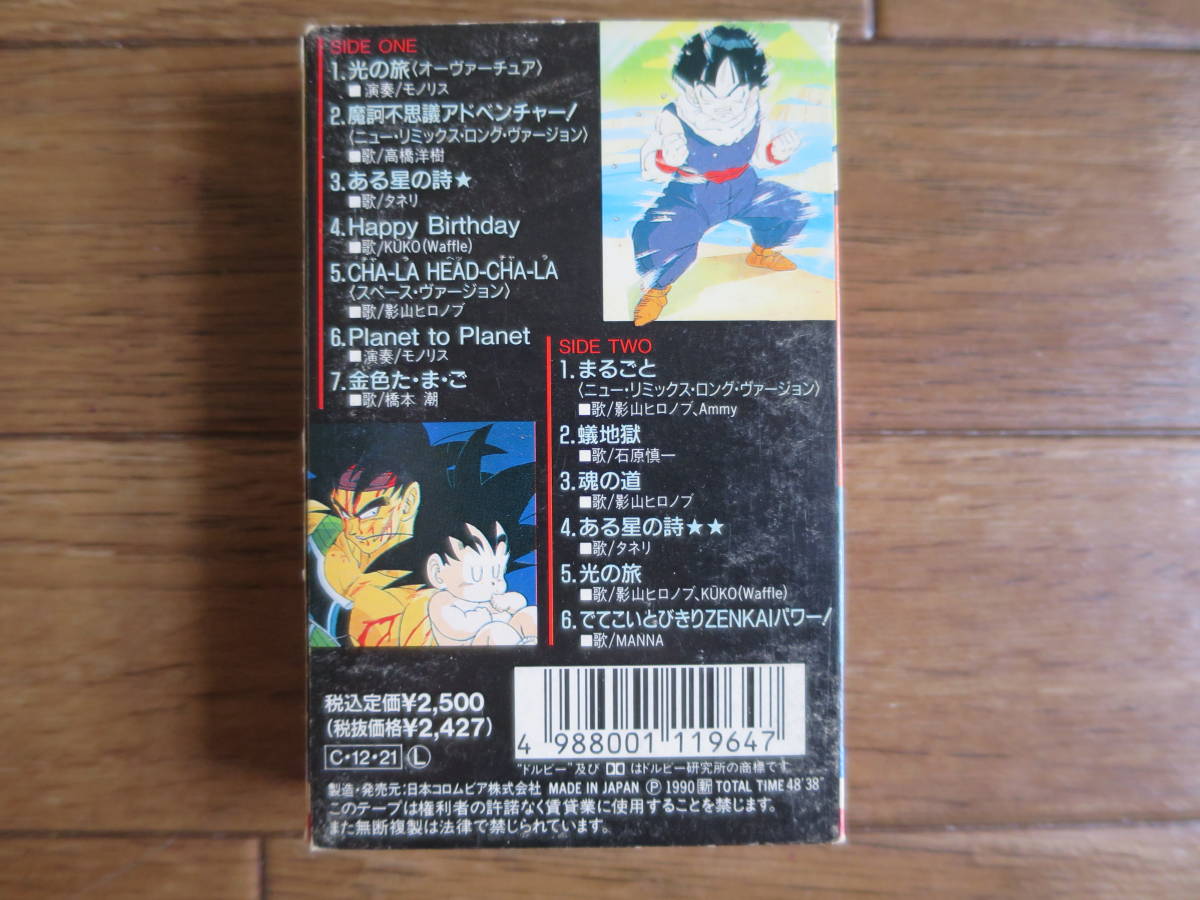 SIDE ONE
1.光の旅〈オーヴァーチュア〉
■演奏/モノリス
2.魔訶不思議アドベンチャー!
〈ニュー・リミックス・ロング・ヴァージョン〉
■歌/高橋洋樹
3.ある星の詩★
■歌/タネリ
4.Happy Birthday
■歌/KŪKO(Waffle)
5.CHA-LA HEAD-CHA-LA
〈スペース・ヴァージョン〉
■歌/影山ヒロノブ
6.Planet to Planet
■演奏/モノリス
7.金色た・ま・ご
■歌/橋本 潮
SIDE TWO
1.まるごと
〈ニュー・リミックス・ロング・ヴァージョン〉
■歌/影山ヒロノブ、Ammy
2.蟻地獄
■歌/石原慎一
3.魂の道
■歌/影山ヒロノブ
4.ある星の詩★★
■歌/タネリ
5.光の旅
■歌/影山ヒロノブ、KŪKO(Waffle)
6.でてこいとびきりZENKAIパワー!
■歌/MANNA
税込定価¥2,500
(税抜価格¥2,427)
C・12・21 Ⓛ
4 988001 119647
"ドルビー"及び はドルビー研究所の商標です
製造・発売元:日本コロムビア株式会社 MADE IN JAPAN Ⓟ 1990 TOTAL TIME 48'38"
このテープは権利者の許諾なく賃貸業に使用することを禁じます。
また無断複製は法律で禁じられています。